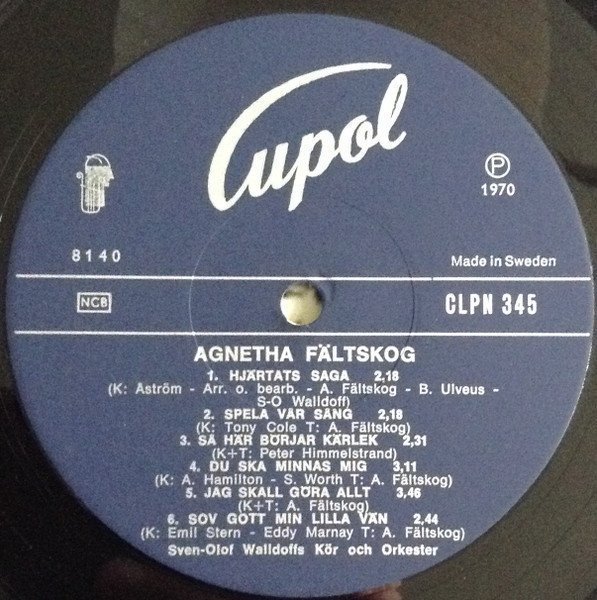 Cupol
P
1970
8140
Made in Sweden
NCB
CLPN 345
AGNETHA FÄLTSKOG
1. HJÄRTATS SAGA 2,18
(K: Åström - Arr. o. bearb. - A. Fältskog - B. Ulveus -
S-O Walldoff)
2. SPELA VÅR SÅNG 2,18
(K: Tony Cole T: A. Fältskog)
3. SÅ HÄR BÖRJAR KÄRLEK 2,31
(K+T: Peter Himmelstrand)
4. DU SKA MINNAS MIG 3,11
(K: A. Hamilton - S. Worth T: A. Fältskog)
5. JAG SKALL GÖRA ALLT 3,46
(K+T: A. Fältskog)
6. SOV GOTT MIN LILLA VÄN 2,44
(K: Emil Stern - Eddy Marnay T: A. Fältskog)
Sven-Olof Walldoffs Kör och Orkester